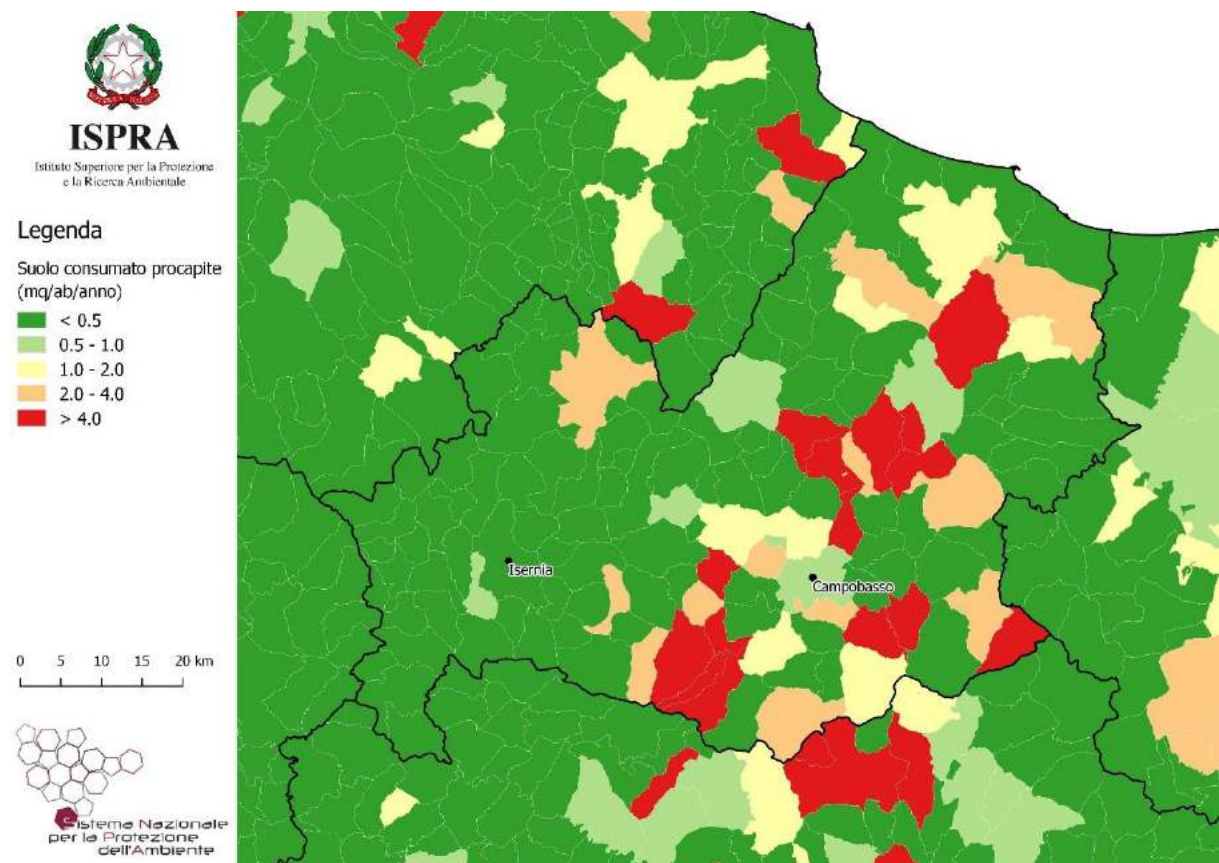 ISPRA
Istituto Superiore per la Protezione
e la Ricerca Ambientale
Legenda
Suolo consumato procapite
(mq/ab/anno)
< 0.5
0.5 - 1.0
1.0 - 2.0
2.0 - 4.0
> 4.0
Isernia
Campobasso
0 5 10 15 20 km
Sistema Nazionale
per la Protezione
dell'Ambiente